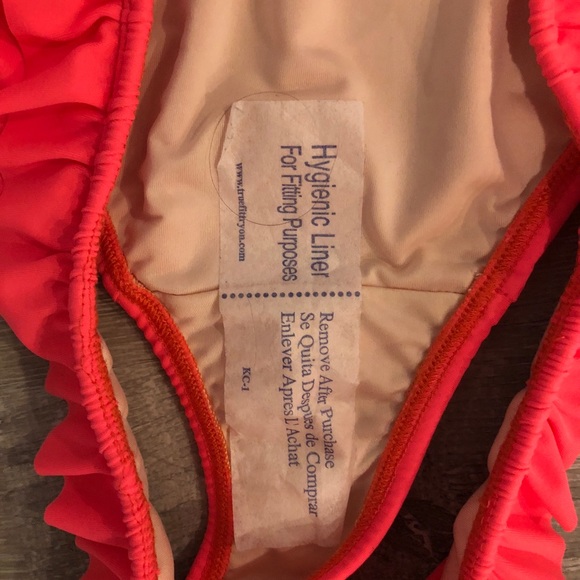 Hygienic Liner
For Fitting Purposes
www.truefittryon.com
Remove After Purchase
Se Quita Despues de Comprar
Enlever Apres L'Achat
KC-1